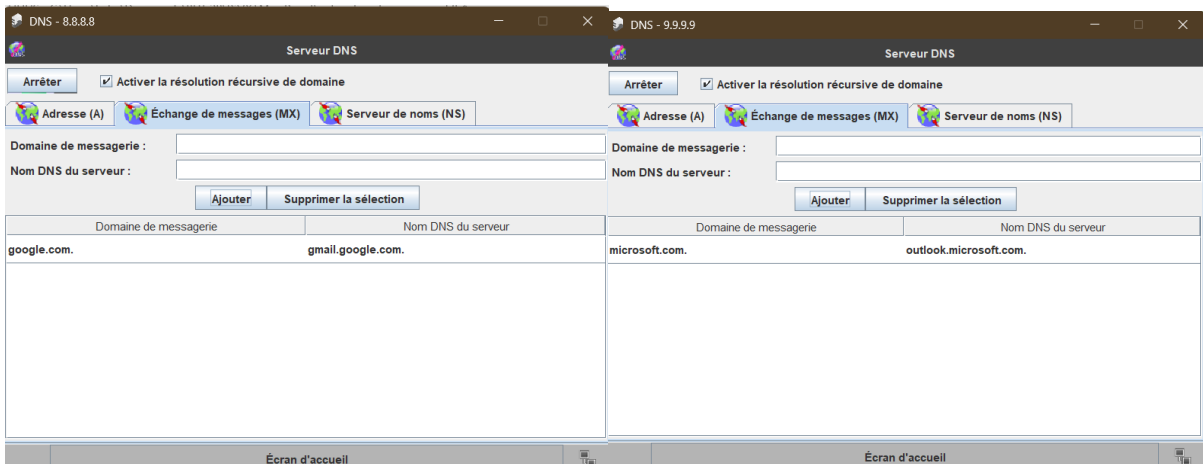 DNS - 8.8.8.8
Serveur DNS
Arrêter
Activer la résolution récursive de domaine
Adresse (A)
Échange de messages (MX)
Serveur de noms (NS)
Domaine de messagerie :
Nom DNS du serveur :
Ajouter
Supprimer la sélection
Domaine de messagerie
Nom DNS du serveur
google.com.
gmail.google.com.
Écran d'accueil
DNS - 9.9.9.9
Serveur DNS
Arrêter
Activer la résolution récursive de domaine
Adresse (A)
Échange de messages (MX)
Serveur de noms (NS)
Domaine de messagerie :
Nom DNS du serveur :
Ajouter
Supprimer la sélection
Domaine de messagerie
Nom DNS du serveur
microsoft.com.
outlook.microsoft.com.
Écran d'accueil